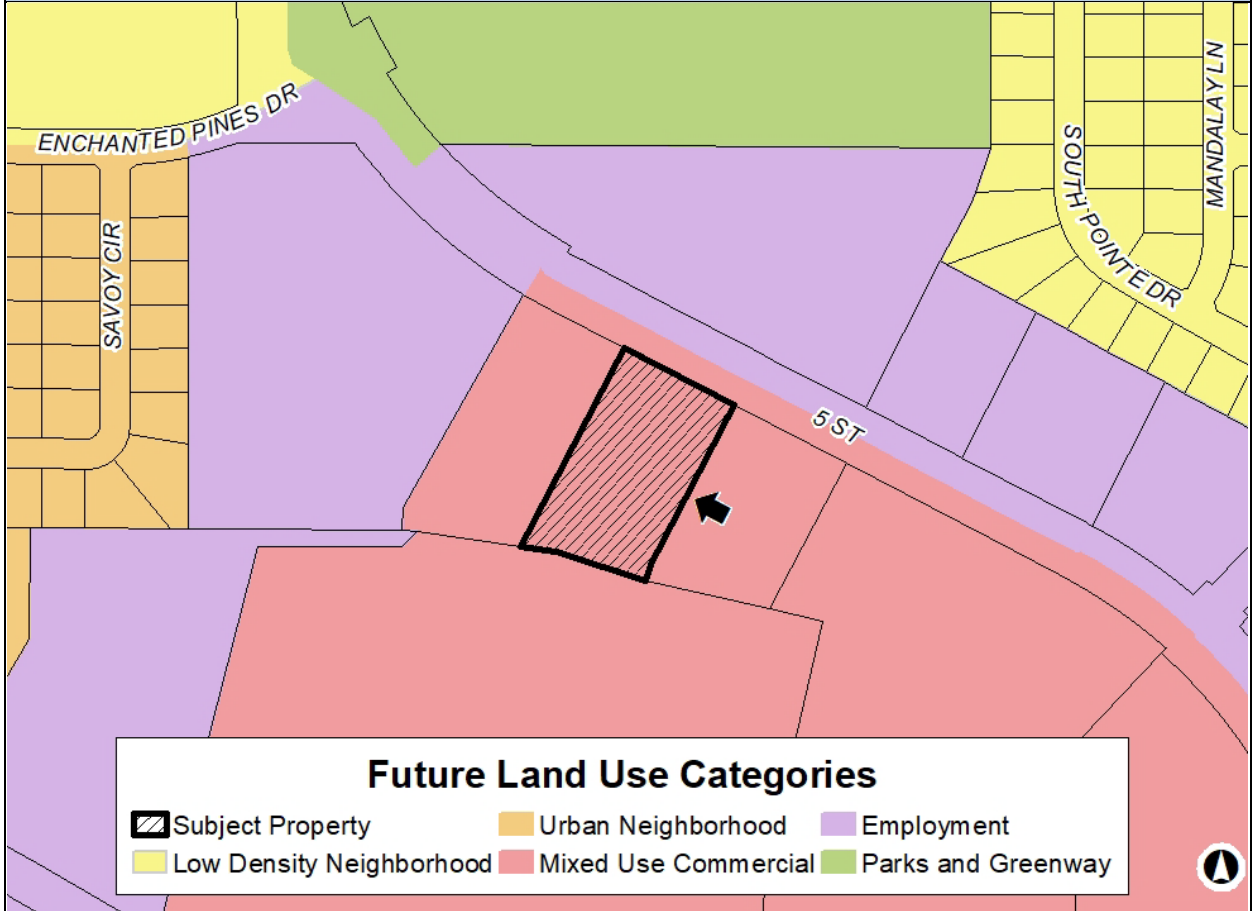 ENCHANTED PINES DR
SAVOY CIR
SOUTH POINTE DR
MANDALAY LN
5 ST
Future Land Use Categories
Subject Property
Urban Neighborhood
Employment
Low Density Neighborhood
Mixed Use Commercial
Parks and Greenway